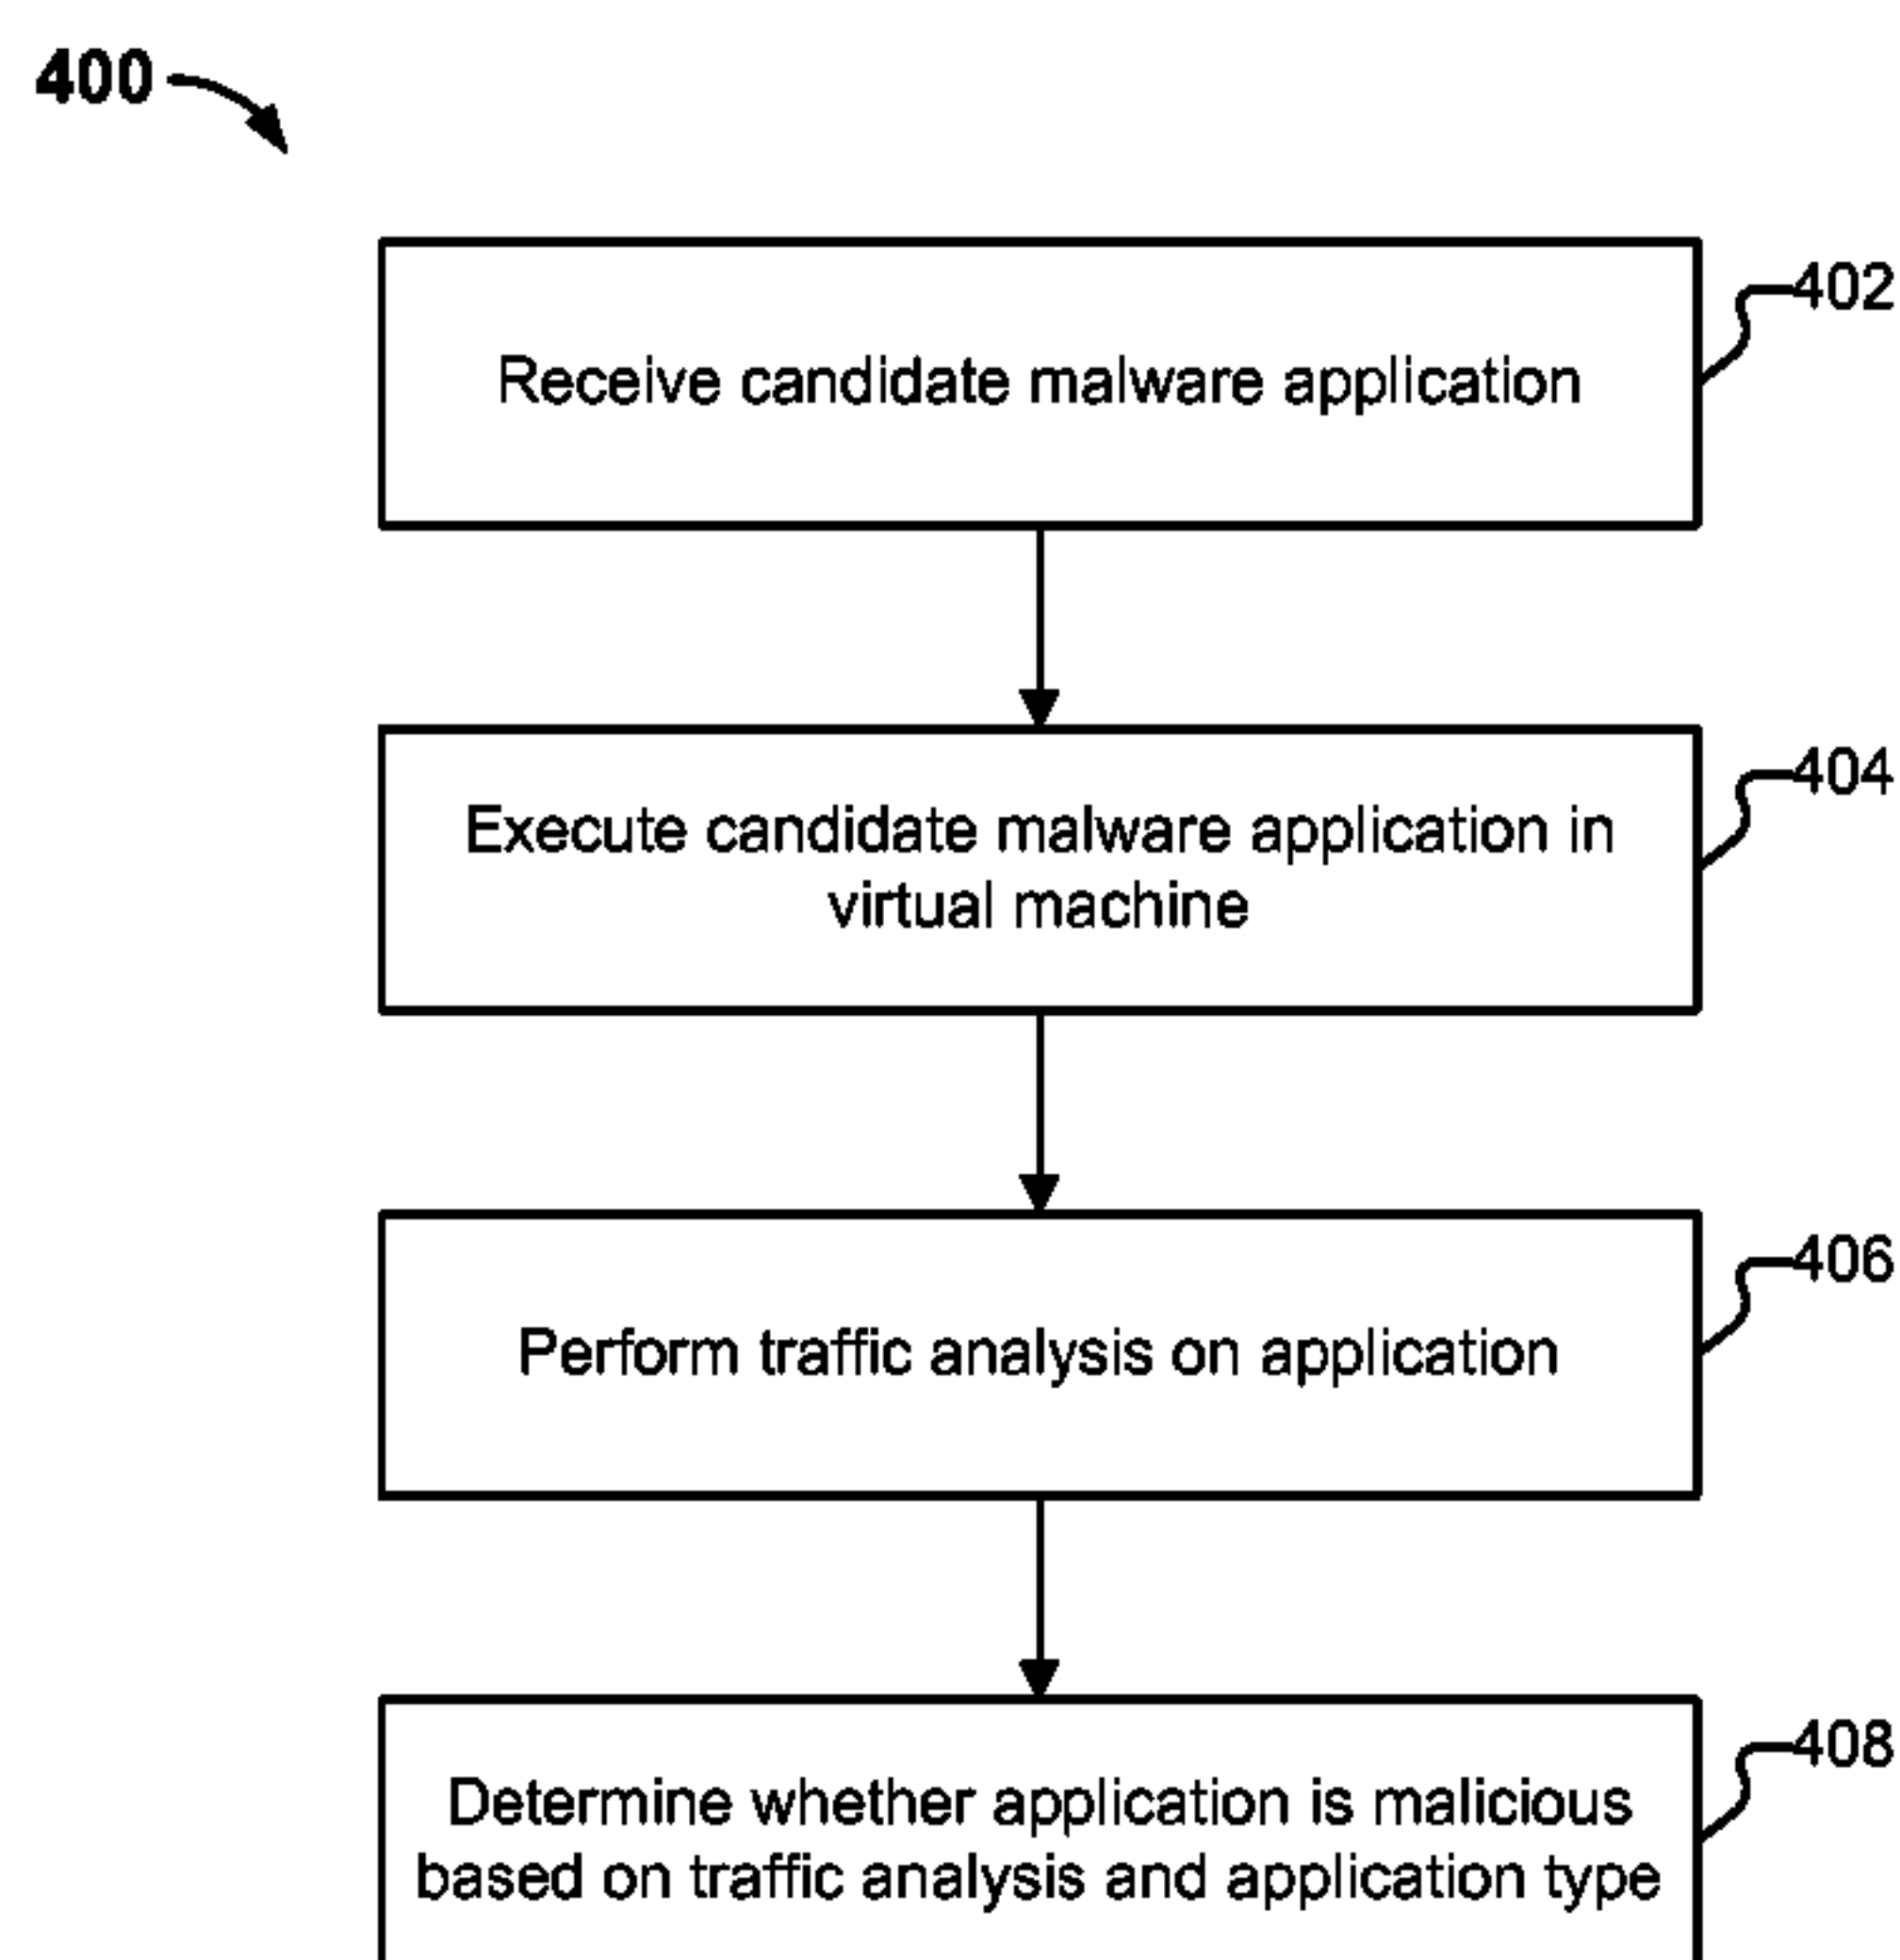 400
402
Receive candidate malware application
404
Execute candidate malware application in
virtual machine
406
Perform traffic analysis on application
408
Determine whether application is malicious
based on traffic analysis and application type